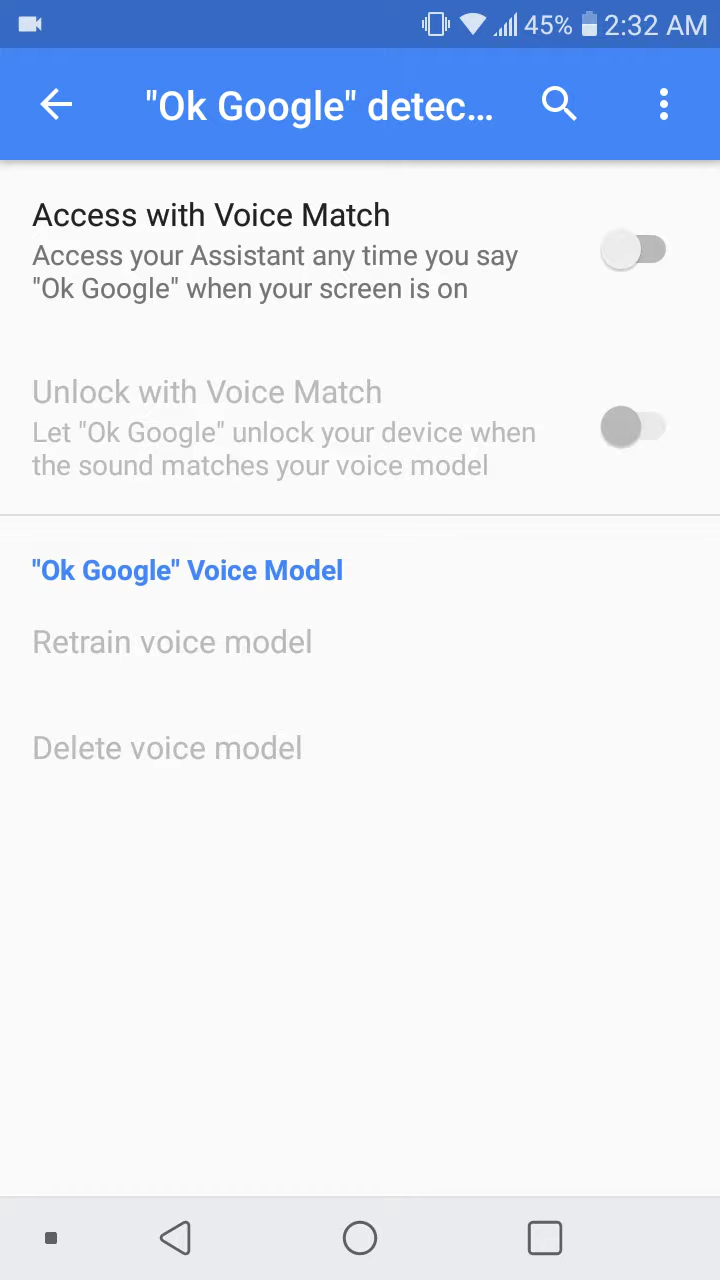 45% 2:32 AM
"Ok Google" detec...
Access with Voice Match
Access your Assistant any time you say
"Ok Google" when your screen is on
Unlock with Voice Match
Let "Ok Google" unlock your device when
the sound matches your voice model
"Ok Google" Voice Model
Retrain voice model
Delete voice model